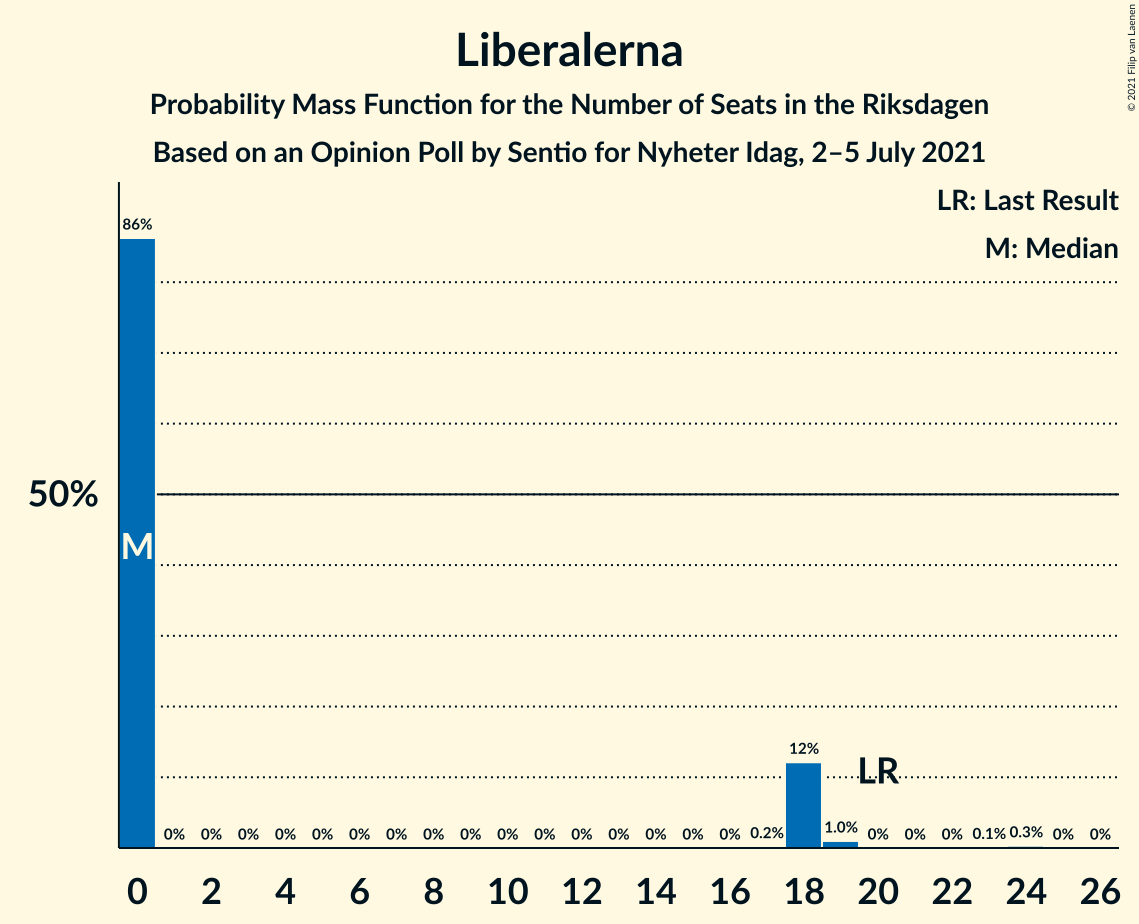 Liberalerna
Probability Mass Function for the Number of Seats in the Riksdagen
Based on an Opinion Poll by Sentio for Nyheter Idag, 2–5 July 2021
© 2021 Filip van Laenen
LR: Last Result
M: Median
86%
50%
M
12%
LR
0% 0% 0% 0% 0% 0% 0% 0% 0% 0% 0% 0% 0% 0% 0% 0% 0.2% 1.0% 0% 0% 0% 0.1% 0.3% 0% 0%
0 2 4 6 8 10 12 14 16 18 20 22 24 26